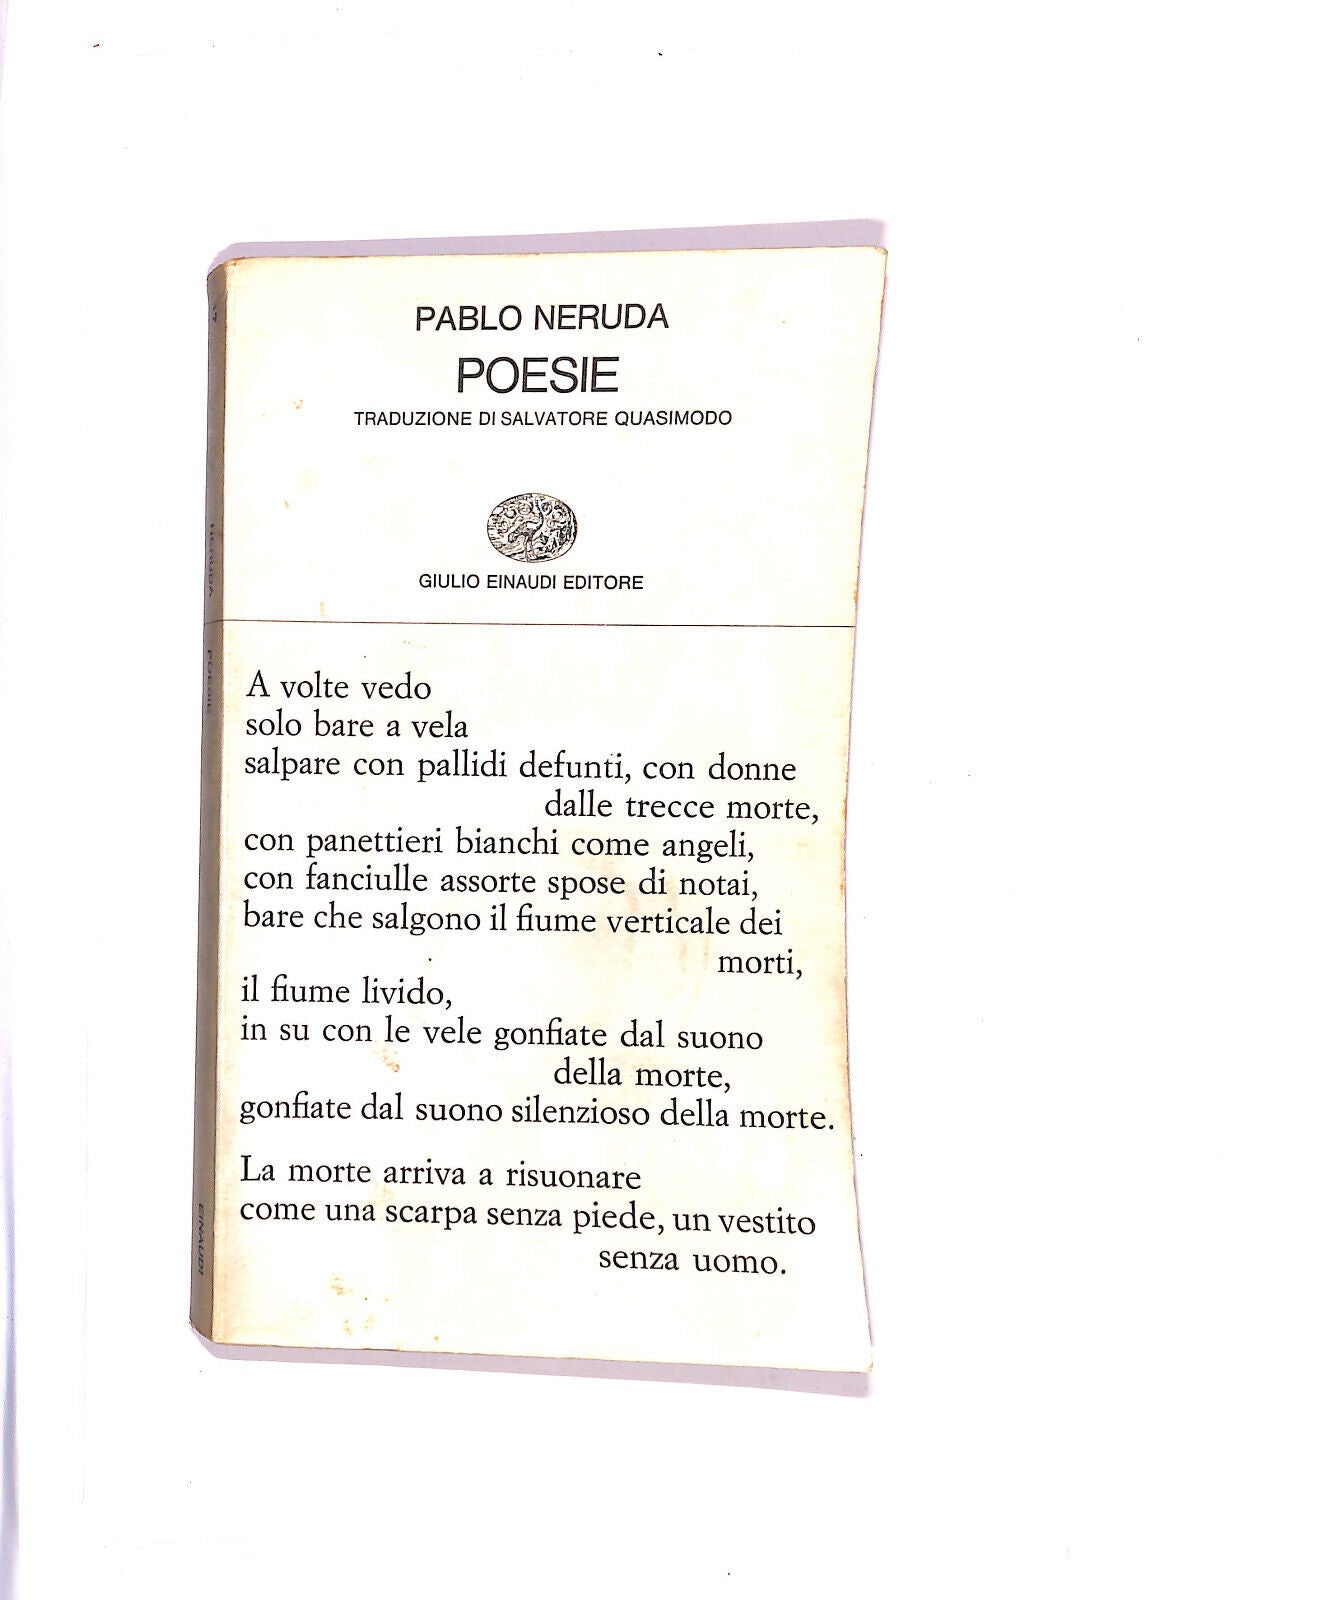 PABLO NERUDA
POESIE
TRADUZIONE DI SALVATORE QUASIMODO
GIULIO EINAUDI EDITORE
A volte vedo
solo bare a vela
salpare con pallidi defunti, con donne
dalle trecce morte,
con panettieri bianchi come angeli,
con fanciulle assorte spose di notai,
bare che salgono il fiume verticale dei
morti,
il fiume livido,
in su con le vele gonfiate dal suono
della morte,
gonfiate dal suono silenzioso della morte.
La morte arriva a risuonare
come una scarpa senza piede, un vestito
senza uomo.
NERUDA POESIE
EINAUDI